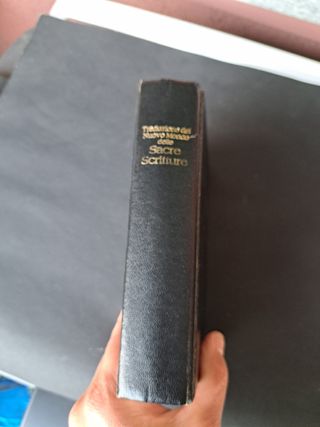 Traduzione del
Nuovo Mondo
delle
Sacre
Scritture